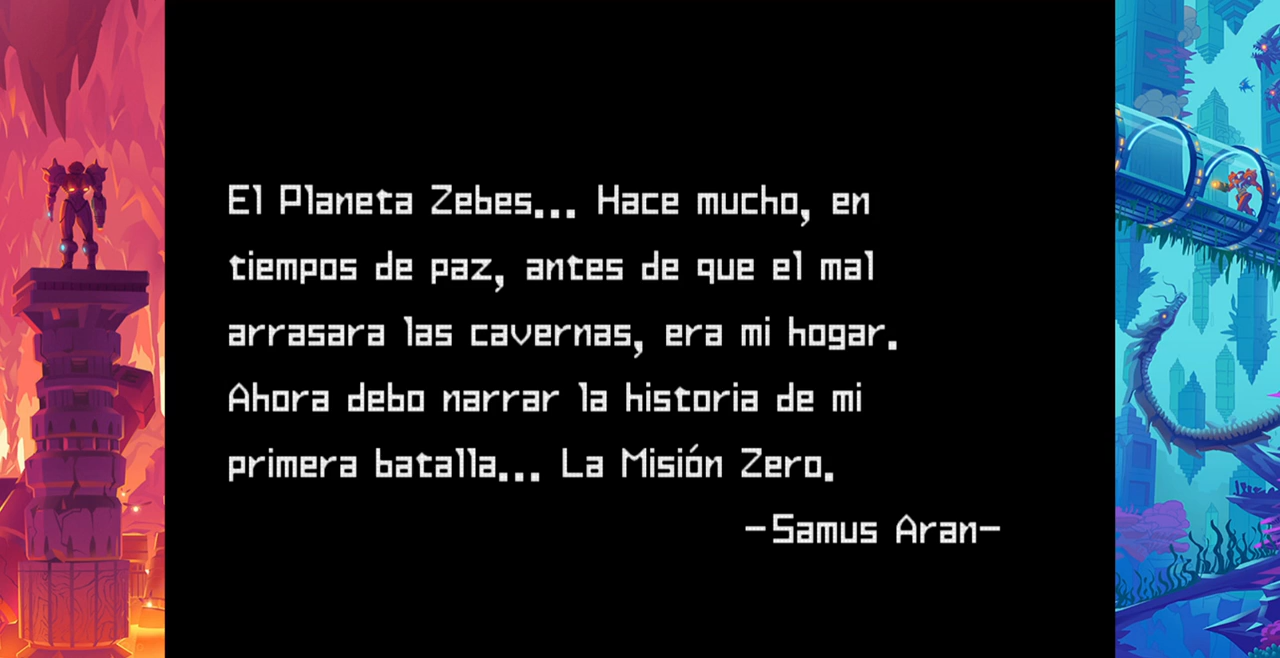 El Planeta Zebes... Hace mucho, en
tiempos de paz, antes de que el mal
arrasara las cavernas, era mi hogar.
Ahora debo narrar la historia de mi
primera batalla... La Misión Zero.
-Samus Aran-